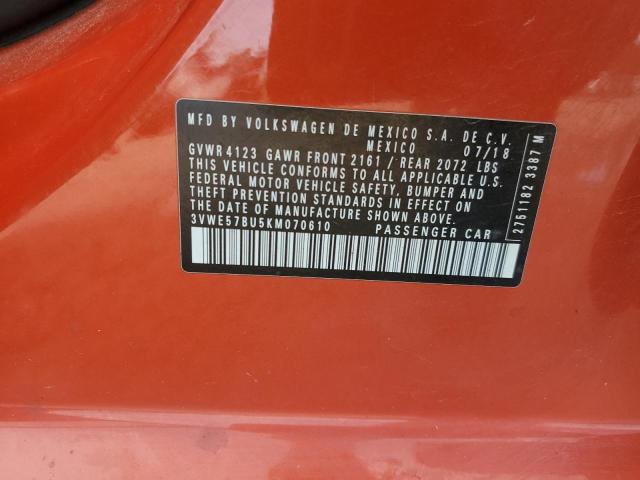 MFD BY VOLKSWAGEN DE MEXICO S.A. DE C.V.
MEXICO 07/18
GVWR 4123 GAWR FRONT 2161 / REAR 2072 LBS
THIS VEHICLE CONFORMS TO ALL APPLICABLE U.S.
FEDERAL MOTOR VEHICLE SAFETY, BUMPER AND
THEFT PREVENTION STANDARDS IN EFFECT ON
THE DATE OF MANUFACTURE SHOWN ABOVE.
3VWE57BU5KM070610 PASSENGER CAR
2751182 3387 M